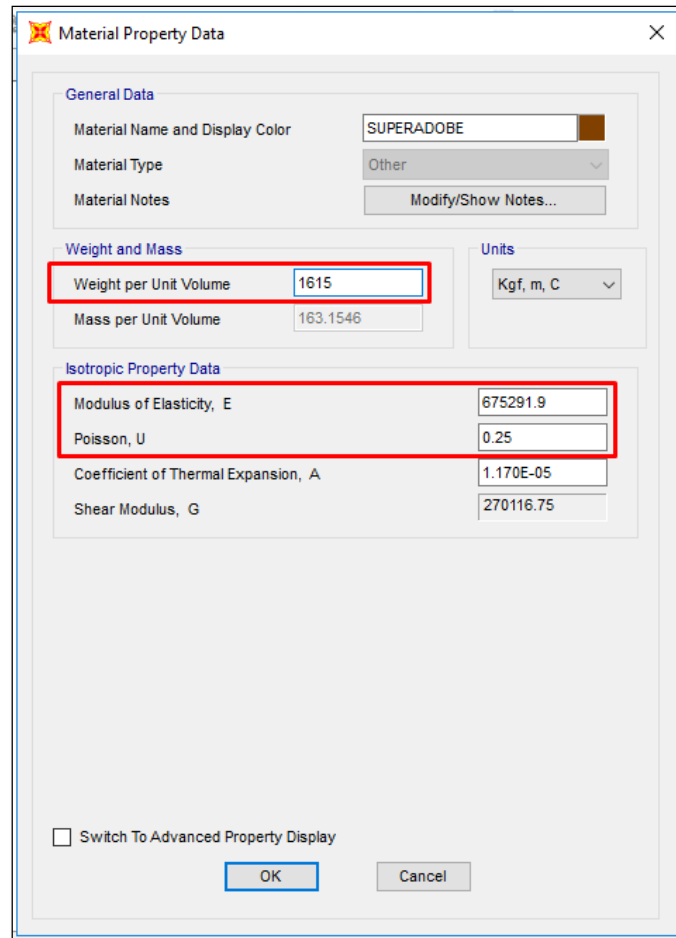 Material Property Data
General Data
Material Name and Display Color SUPERADOBE
Material Type Other
Material Notes Modify/Show Notes...
Weight and Mass Units
Weight per Unit Volume 1615 Kgf, m, C
Mass per Unit Volume 163.1546
Isotropic Property Data
Modulus of Elasticity, E 675291.9
Poisson, U 0.25
Coefficient of Thermal Expansion, A 1.170E-05
Shear Modulus, G 270116.75
Switch To Advanced Property Display
OK Cancel